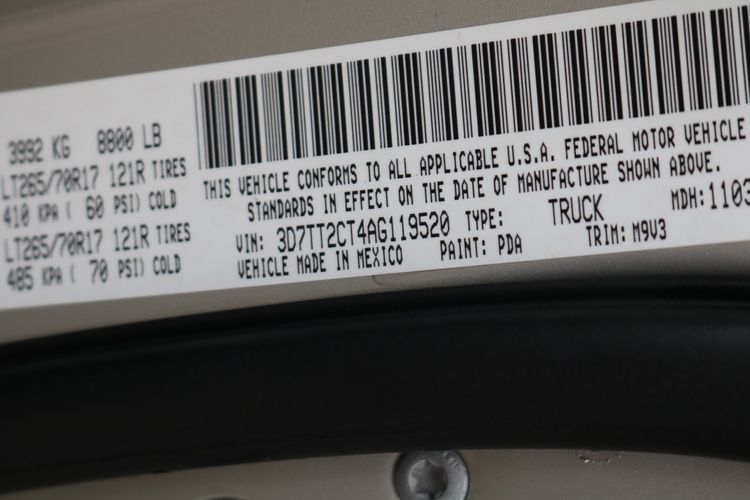 3992 KG 8800 LB
LT265/70R17 121R TIRES
410 KPA ( 60 PSI) COLD
LT265/70R17 121R TIRES
485 KPA ( 70 PSI) COLD
THIS VEHICLE CONFORMS TO ALL APPLICABLE U.S.A. FEDERAL MOTOR VEHICLE
STANDARDS IN EFFECT ON THE DATE OF MANUFACTURE SHOWN ABOVE.
VIN: 3D7TT2CT4AG119520 TYPE: TRUCK MDH: 1103
VEHICLE MADE IN MEXICO PAINT: PDA TRIM: M9V3